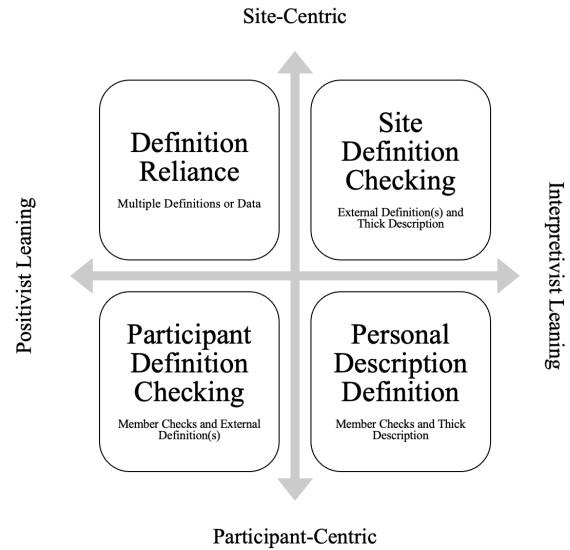 Site-Centric
Definition
Reliance
Multiple Definitions or Data
Site
Definition
Checking
External Definition(s) and
Thick Description
Positivist Leaning
Interpretivist Leaning
Participant
Definition
Checking
Member Checks and External
Definition(s)
Personal
Description
Definition
Member Checks and Thick
Description
Participant-Centric